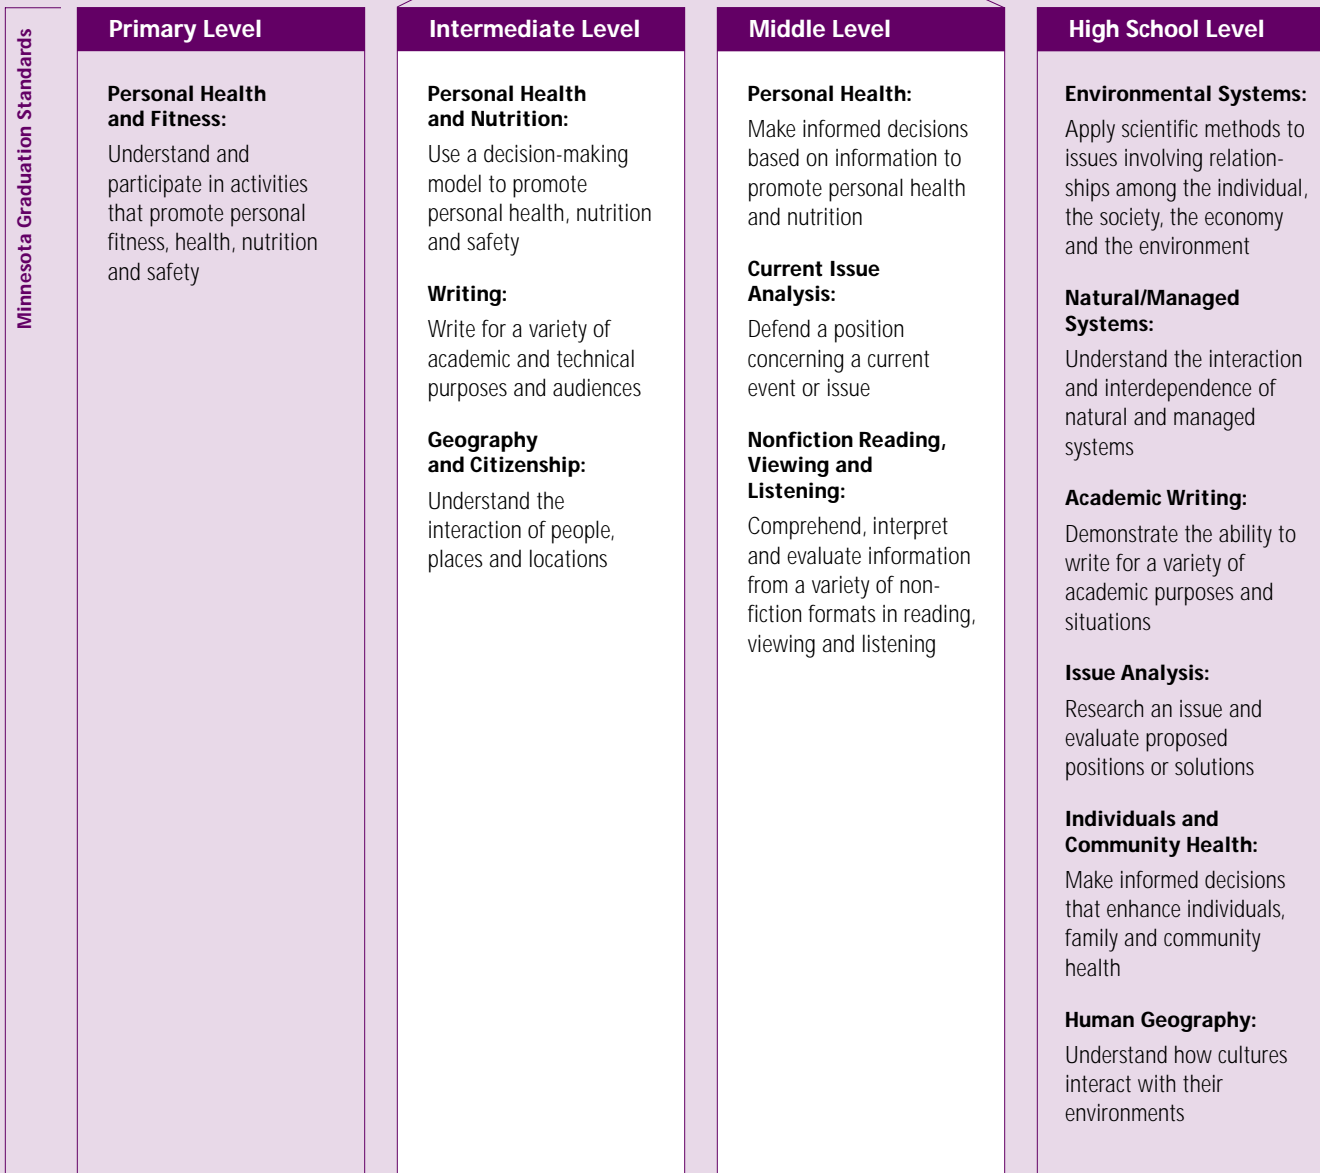 Minnesota Graduation Standards
Primary Level
Personal Health
and Fitness:
Understand and
participate in activities
that promote personal
fitness, health, nutrition
and safety
Intermediate Level
Personal Health
and Nutrition:
Use a decision-making
model to promote
personal health, nutrition
and safety
Writing:
Write for a variety of
academic and technical
purposes and audiences
Geography
and Citizenship:
Understand the
interaction of people,
places and locations
Middle Level
Personal Health:
Make informed decisions
based on information to
promote personal health
and nutrition
Current Issue
Analysis:
Defend a position
concerning a current
event or issue
Nonfiction Reading,
Viewing and
Listening:
Comprehend, interpret
and evaluate information
from a variety of non-
fiction formats in reading,
viewing and listening
High School Level
Environmental Systems:
Apply scientific methods to
issues involving relation-
ships among the individual,
the society, the economy
and the environment
Natural/Managed
Systems:
Understand the interaction
and interdependence of
natural and managed
systems
Academic Writing:
Demonstrate the ability to
write for a variety of
academic purposes and
situations
Issue Analysis:
Research an issue and
evaluate proposed
positions or solutions
Individuals and
Community Health:
Make informed decisions
that enhance individuals,
family and community
health
Human Geography:
Understand how cultures
interact with their
environments